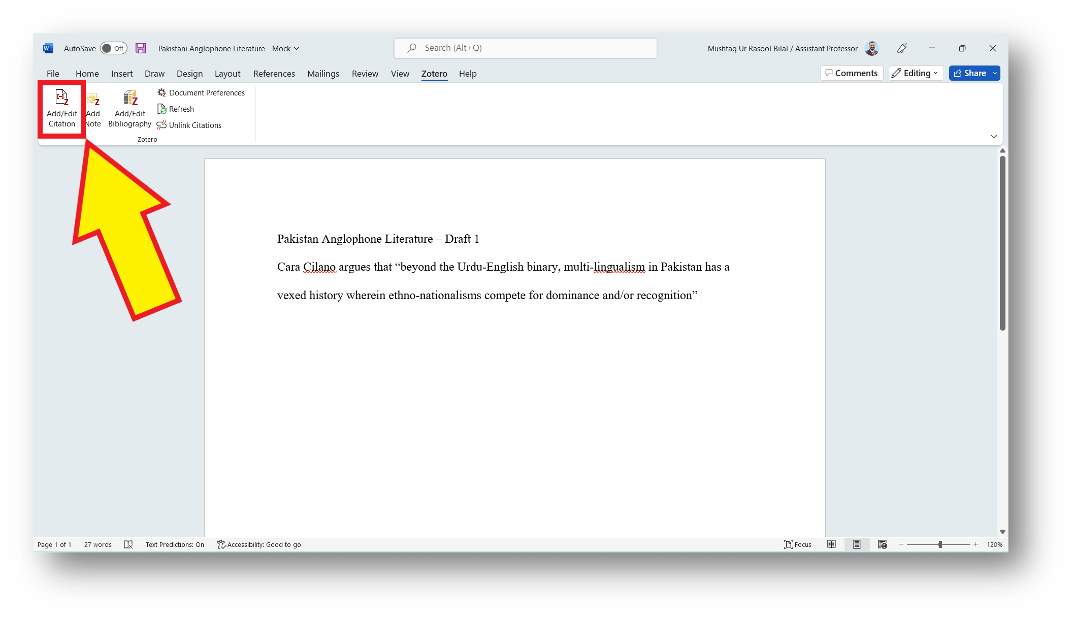 AutoSave Off Pakistani Anglophone Literature - Mock Search (Alt+Q) Mushtaq Ur Rasool Bilal / Assistant Professor
File Home Insert Draw Design Layout References Mailings Review View Zotero Help Comments Editing Share
Add/Edit Citation
Add Note
Add/Edit Bibliography
Document Preferences
Refresh
Unlink Citations
Zotero
Pakistan Anglophone Literature – Draft 1
Cara Cilano argues that “beyond the Urdu-English binary, multi-lingualism in Pakistan has a
vexed history wherein ethno-nationalisms compete for dominance and/or recognition”
Page 1 of 1 27 words Text Predictions: On Accessibility: Good to go Focus 120%